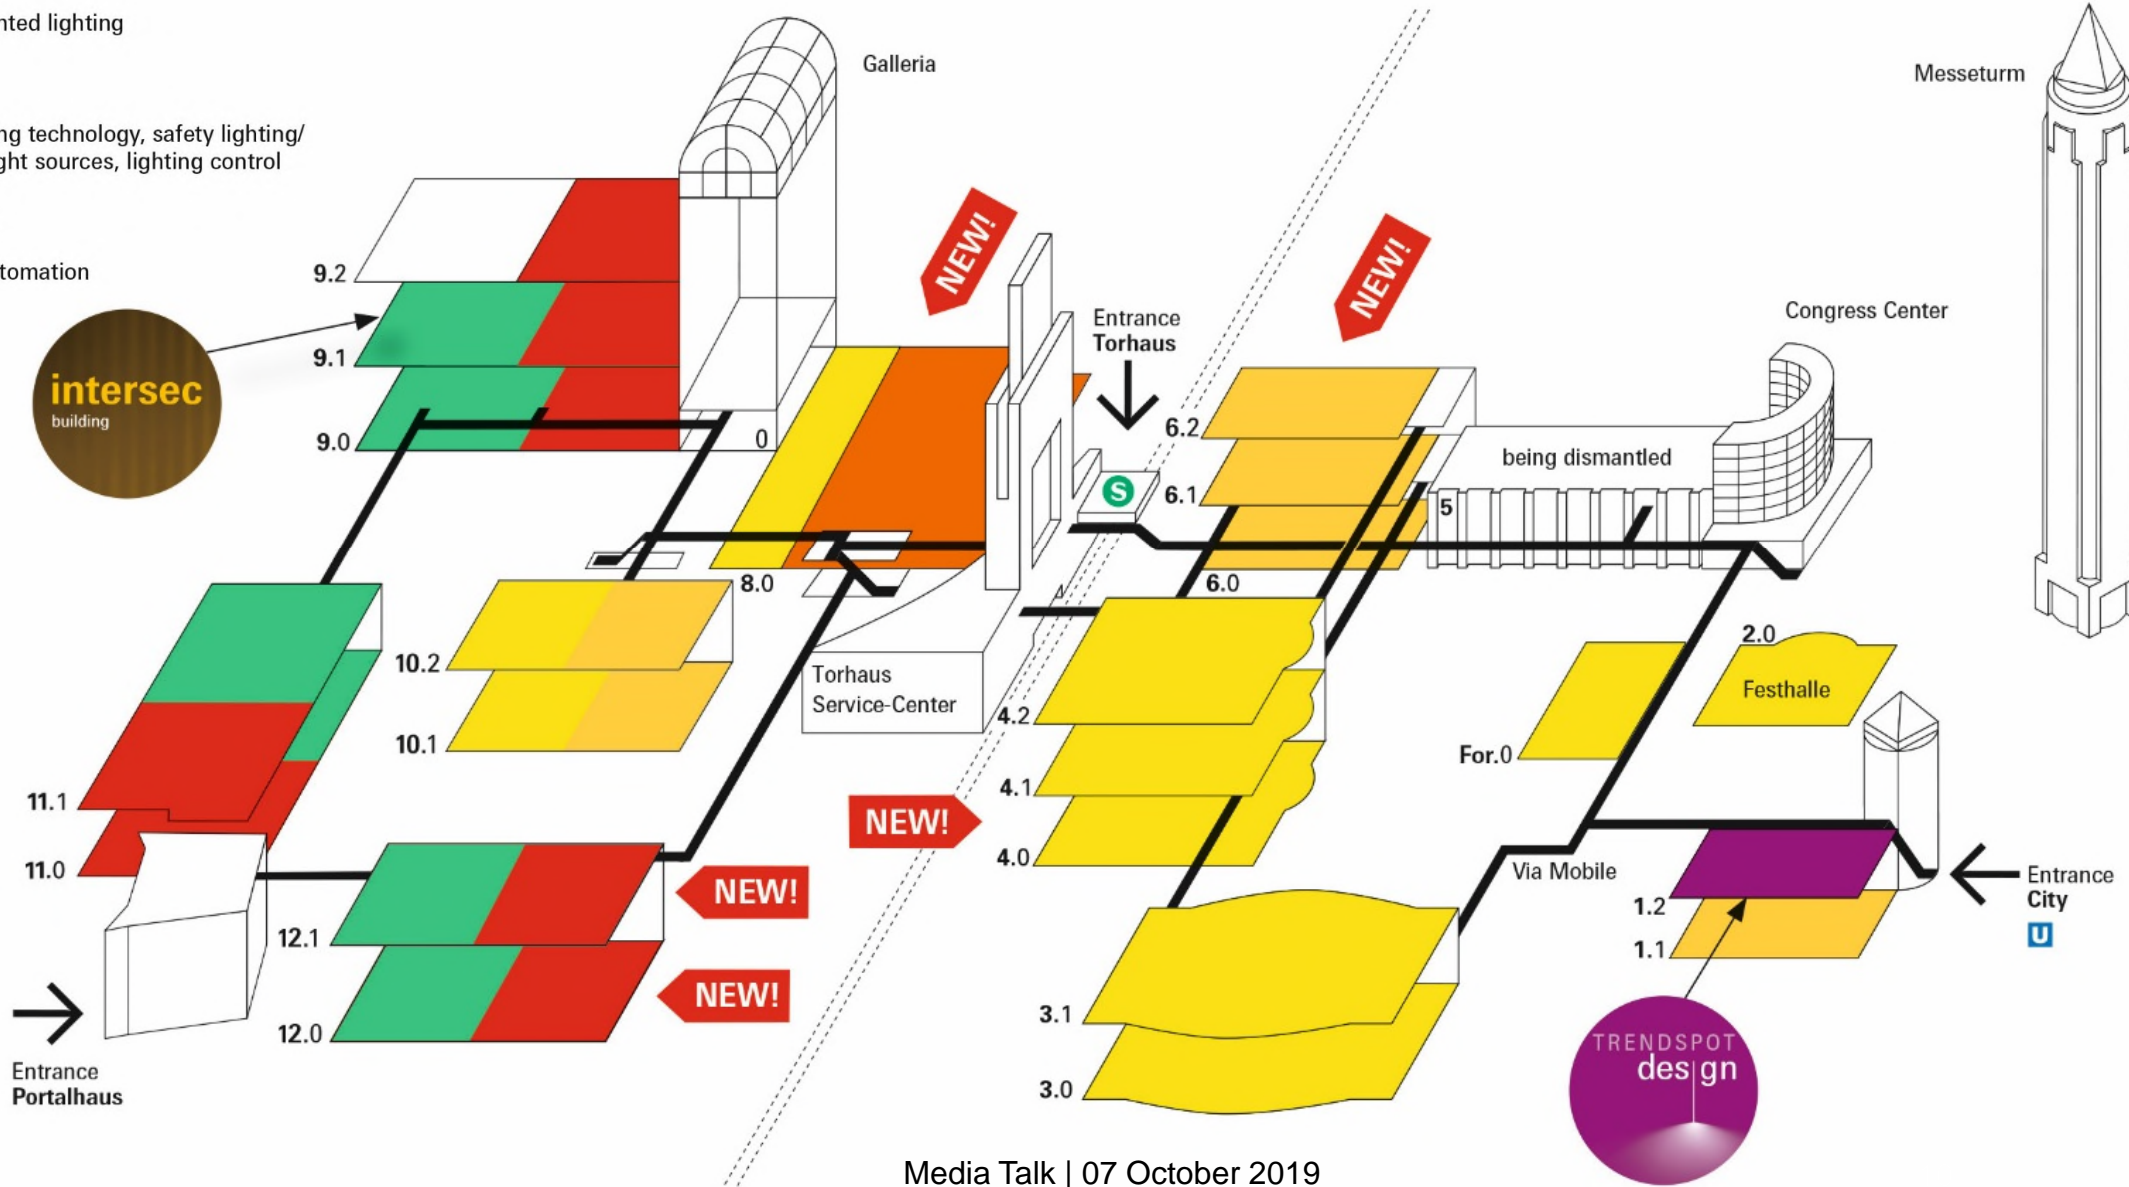 nted lighting
ng technology, safety lighting/
ght sources, lighting control
tomation
intersec
building
Galleria
Messeturm
Congress Center
NEW!
NEW!
Entrance
Torhaus
9.2
9.1
9.0
0
S
6.2
6.1
6.0
being dismantled
5
8.0
10.2
10.1
Torhaus
Service-Center
4.2
4.1
4.0
NEW!
2.0
Festhalle
For.0
11.1
11.0
12.1
12.0
NEW!
NEW!
Via Mobile
1.2
1.1
Entrance
City
U
3.1
3.0
Entrance
Portalhaus
TRENDSPOT
design
Media Talk | 07 October 2019